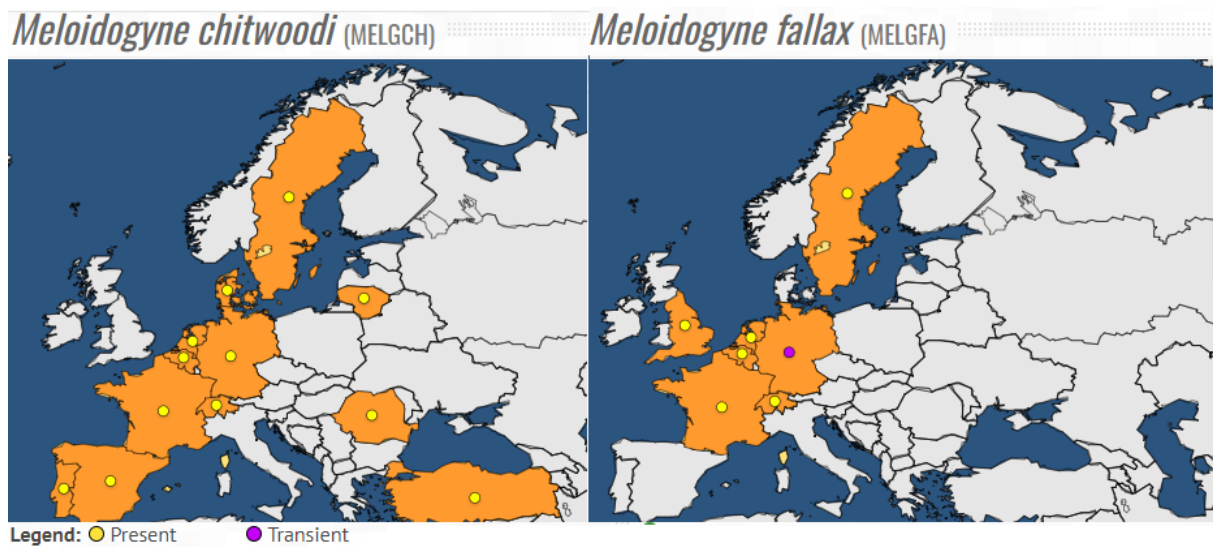 Meloidogyne chitwoodi (MELGCH)
Meloidogyne fallax (MELGFA)
Legend: Present Transient